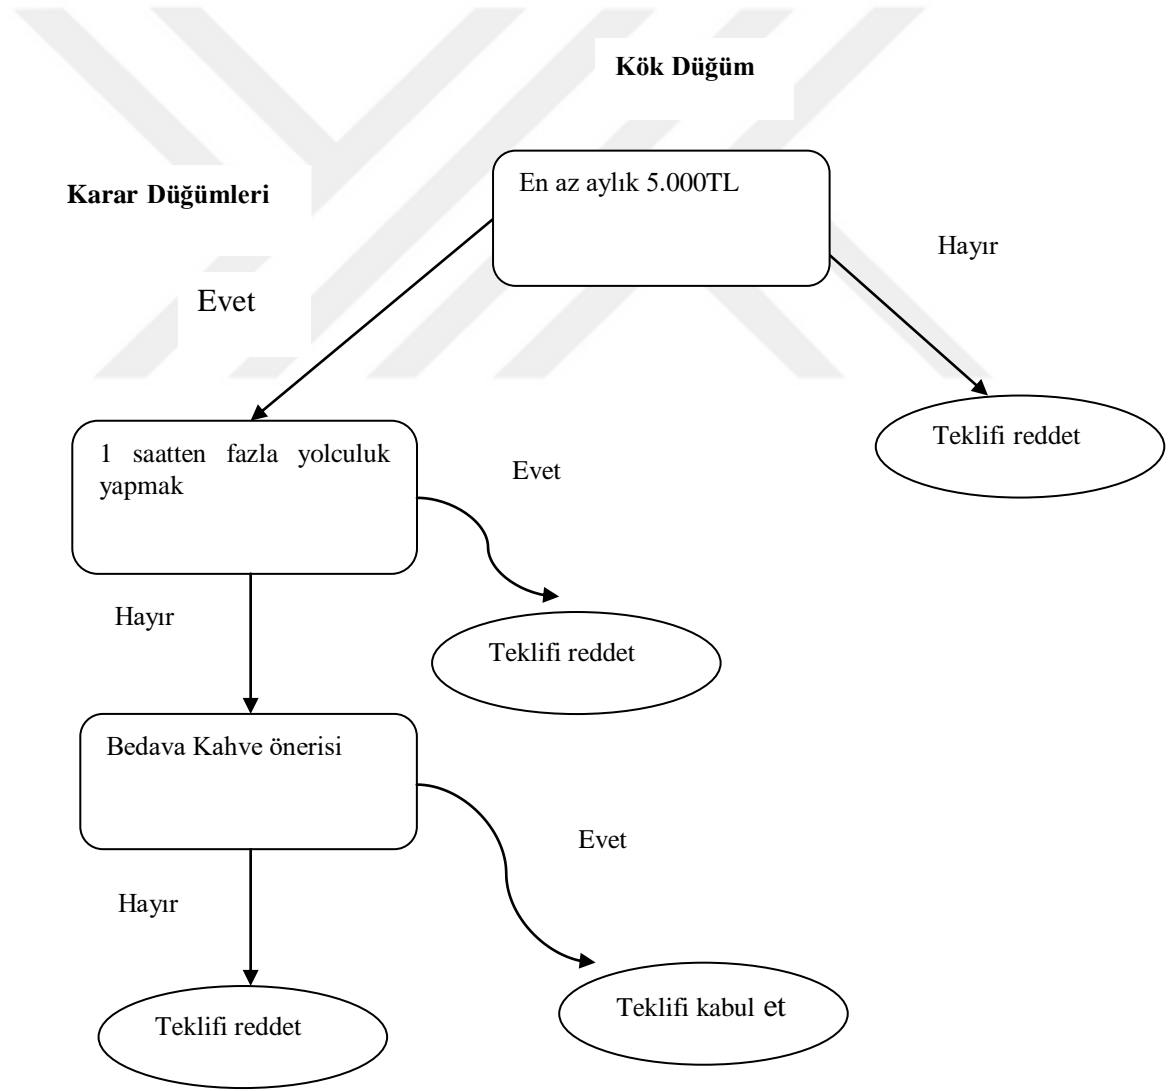 Kök Düğüm
En az aylık 5.000TL
Karar Düğümleri
Hayır
Evet
Teklifi reddet
1 saatten fazla yolculuk
yapmak
Evet
Hayır
Teklifi reddet
Bedava Kahve önerisi
Evet
Hayır
Teklifi kabul et
Teklifi reddet